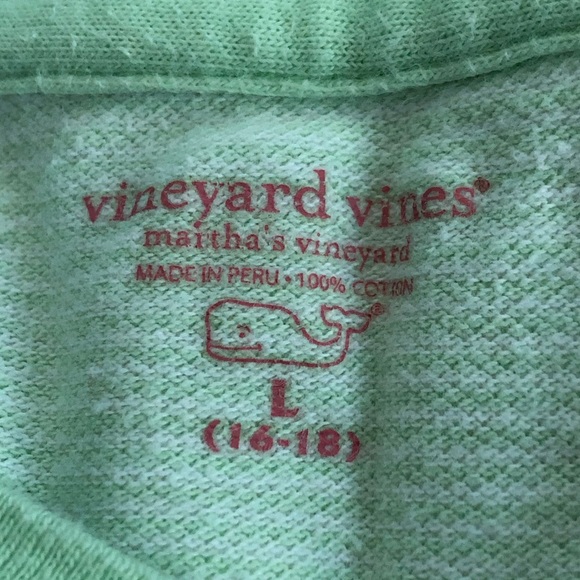 vineyard vines®
martha's vineyard
MADE IN PERU • 100% COTTON
®
L
(16-18)